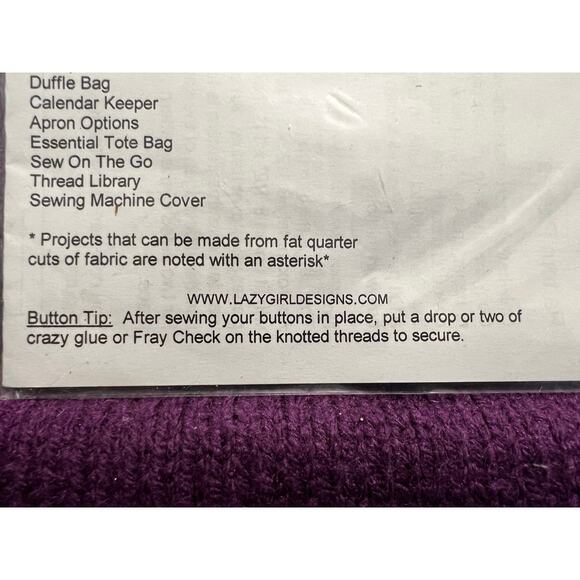 Duffle Bag
Calendar Keeper
Apron Options
Essential Tote Bag
Sew On The Go
Thread Library
Sewing Machine Cover
* Projects that can be made from fat quarter
cuts of fabric are noted with an asterisk*
WWW.LAZYGIRLDESIGNS.COM
Button Tip: After sewing your buttons in place, put a drop or two of
crazy glue or Fray Check on the knotted threads to secure.